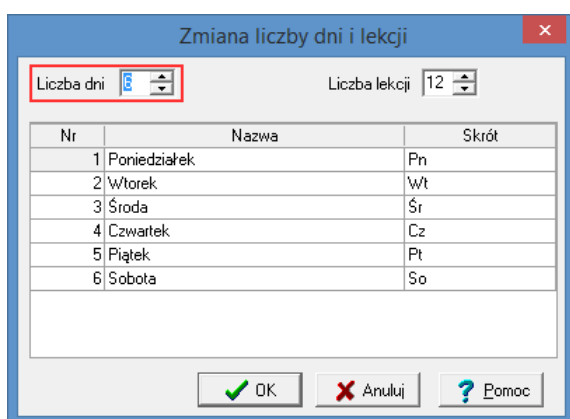 Zmiana liczby dni i lekcji
Liczba dni 6 Liczba lekcji 12
Nr Nazwa Skrót
1 Poniedziałek Pn
2 Wtorek Wt
3 Środa Śr
4 Czwartek Cz
5 Piątek Pt
6 Sobota So
OK Anuluj ? Pomoc